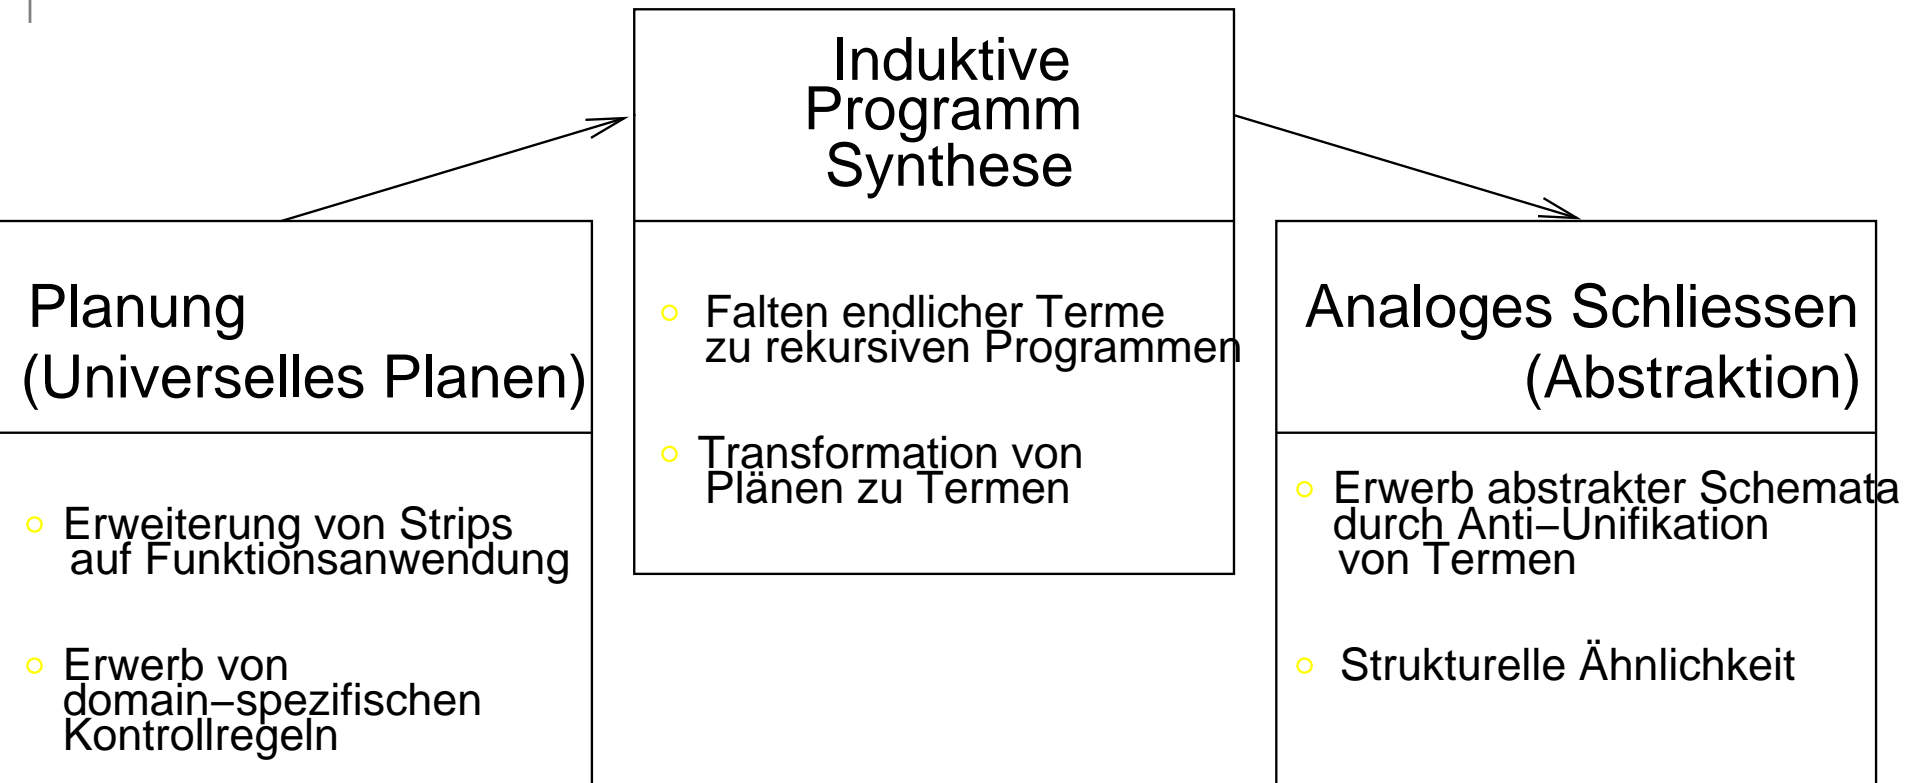 Induktive
Programm
Synthese
Planung
(Universelles Planen)
Falten endlicher Terme
zu rekursiven Programmen
Transformation von
Plänen zu Termen
Analoges Schliessen
(Abstraktion)
Erweiterung von Strips
auf Funktionsanwendung
Erwerb von
domain−spezifischen
Kontrollregeln
Erwerb abstrakter Schemata
durch Anti−Unifikation
von Termen
Strukturelle Ähnlichkeit